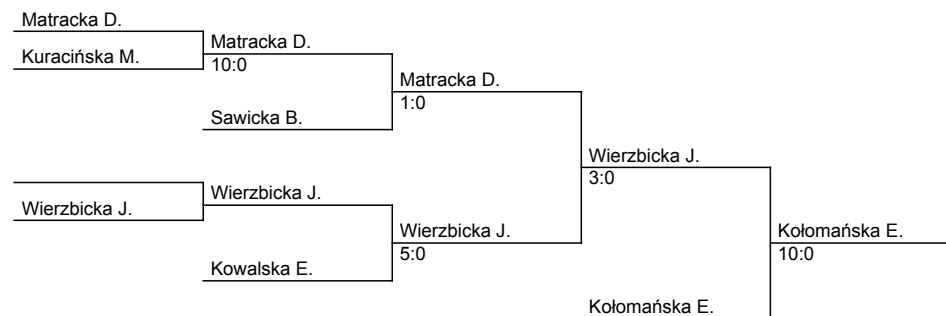 Matracka D.
Kuracińska M.
Matracka D.
10:0
Sawicka B.
Matracka D.
1:0
Wierzbicka J.
Wierzbicka J.
Kowalska E.
Wierzbicka J.
5:0
Wierzbicka J.
3:0
Kołomańska E.
Kołomańska E.
10:0